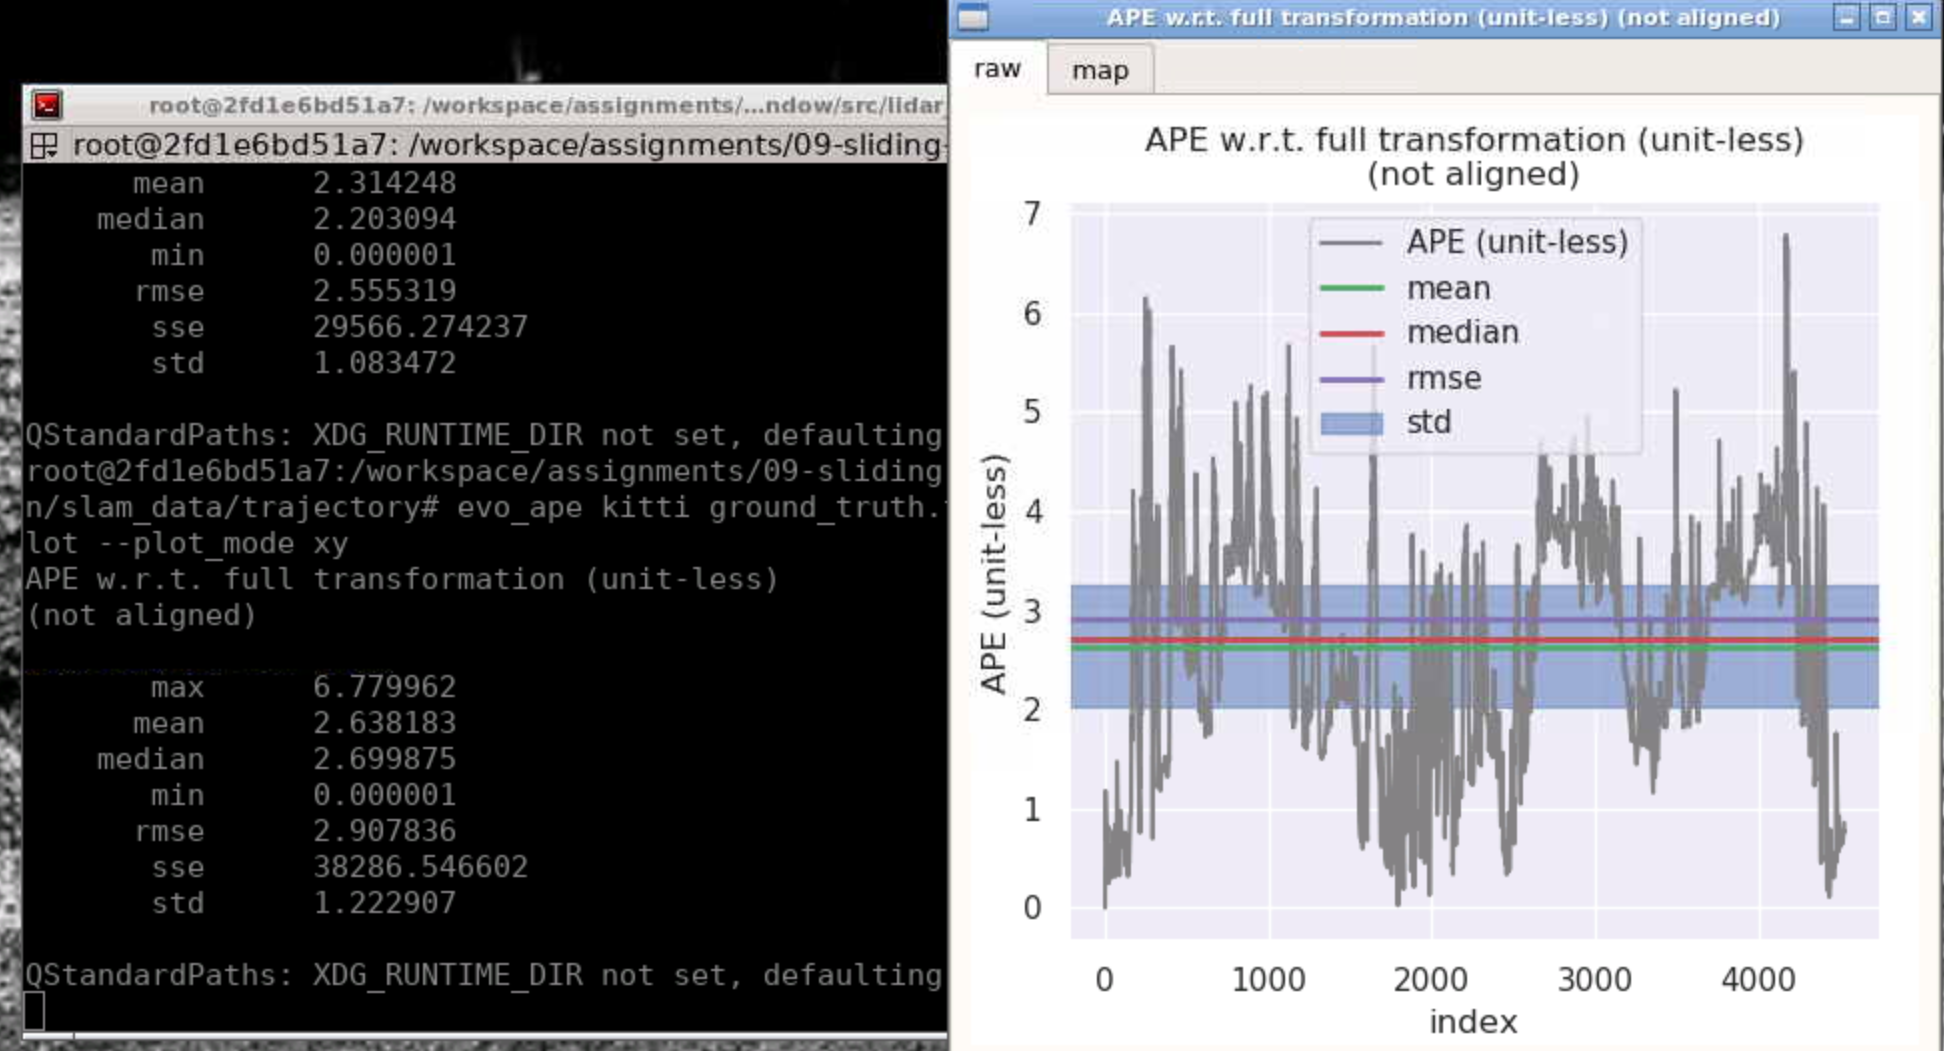 root@2fd1e6bd51a7: /workspace/assignments/...ndow/src/lidar
root@2fd1e6bd51a7: /workspace/assignments/09-sliding-
mean 2.314248
median 2.203094
min 0.000001
rmse 2.555319
sse 29566.274237
std 1.083472
QStandardPaths: XDG_RUNTIME_DIR not set, defaulting
root@2fd1e6bd51a7:/workspace/assignments/09-sliding
n/slam_data/trajectory# evo_ape kitti ground_truth.
lot --plot_mode xy
APE w.r.t. full transformation (unit-less)
(not aligned)
max 6.779962
mean 2.638183
median 2.699875
min 0.000001
rmse 2.907836
sse 38286.546602
std 1.222907
QStandardPaths: XDG_RUNTIME_DIR not set, defaulting
APE w.r.t. full transformation (unit-less) (not aligned)
raw map
APE w.r.t. full transformation (unit-less)
(not aligned)
APE (unit-less)
mean
median
rmse
std
7
6
5
4
3
2
1
0
APE (unit-less)
0 1000 2000 3000 4000
index